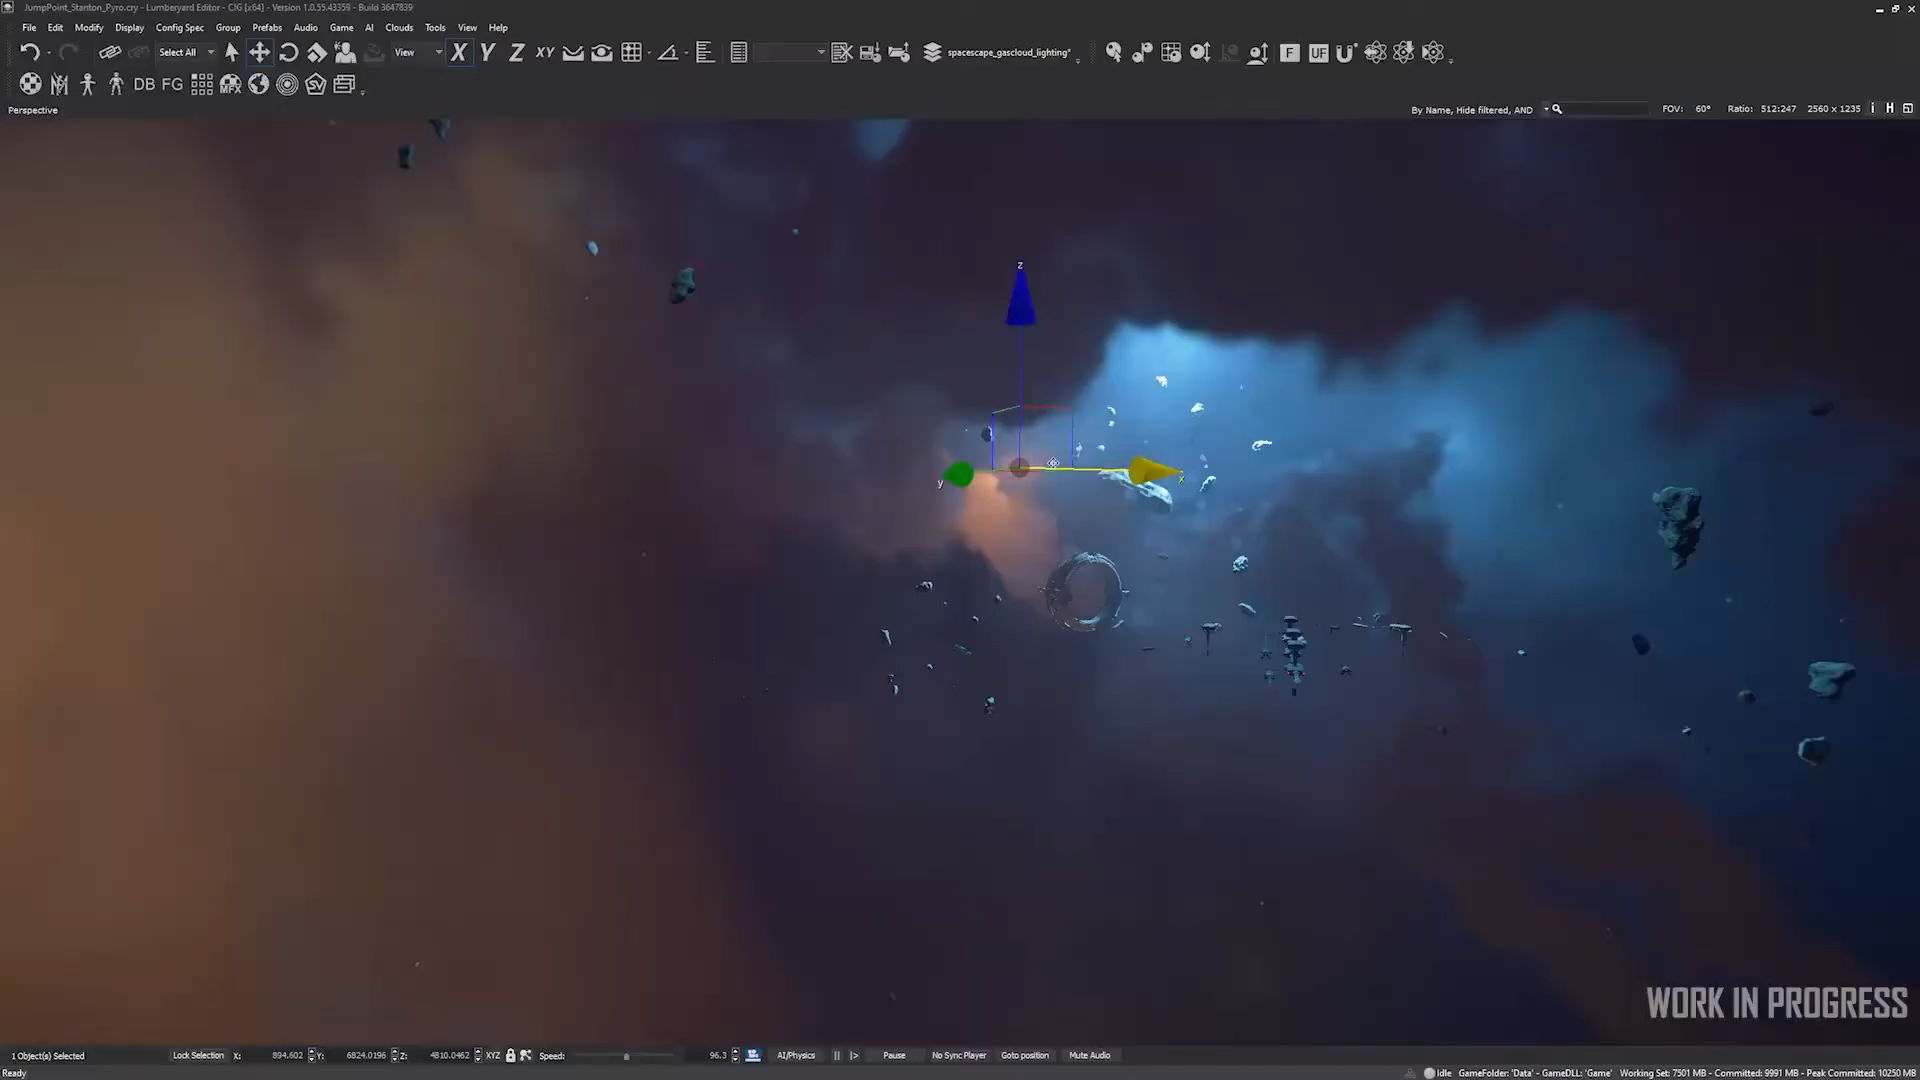 JumpPoint_Stanton_Pyro.cry - Lumberyard Editor - CIG [x64] - Version 1.0.55.43359 - Build 3647839
File Edit Modify Display Config Spec Group Prefabs Audio Game AI Clouds Tools View Help
Select All View X Y Z XY spacescape_gascloud_lighting* F UF U
DB FG MFX
Perspective By Name, Hide filtered, AND FOV: 60° Ratio: 512:247 2560 x 1235 i H
z
y x
WORK IN PROGRESS
1 Object(s) Selected Lock Selection X: 894.602 Y: 6824.0196 Z: 4810.0462 XYZ Speed: 96.3 AI/Physics Pause No Sync Player Goto position Mute Audio
Ready Idle GameFolder: 'Data' - GameDLL: 'Game' Working Set: 7501 MB - Committed: 9991 MB - Peak Committed: 10250 MB